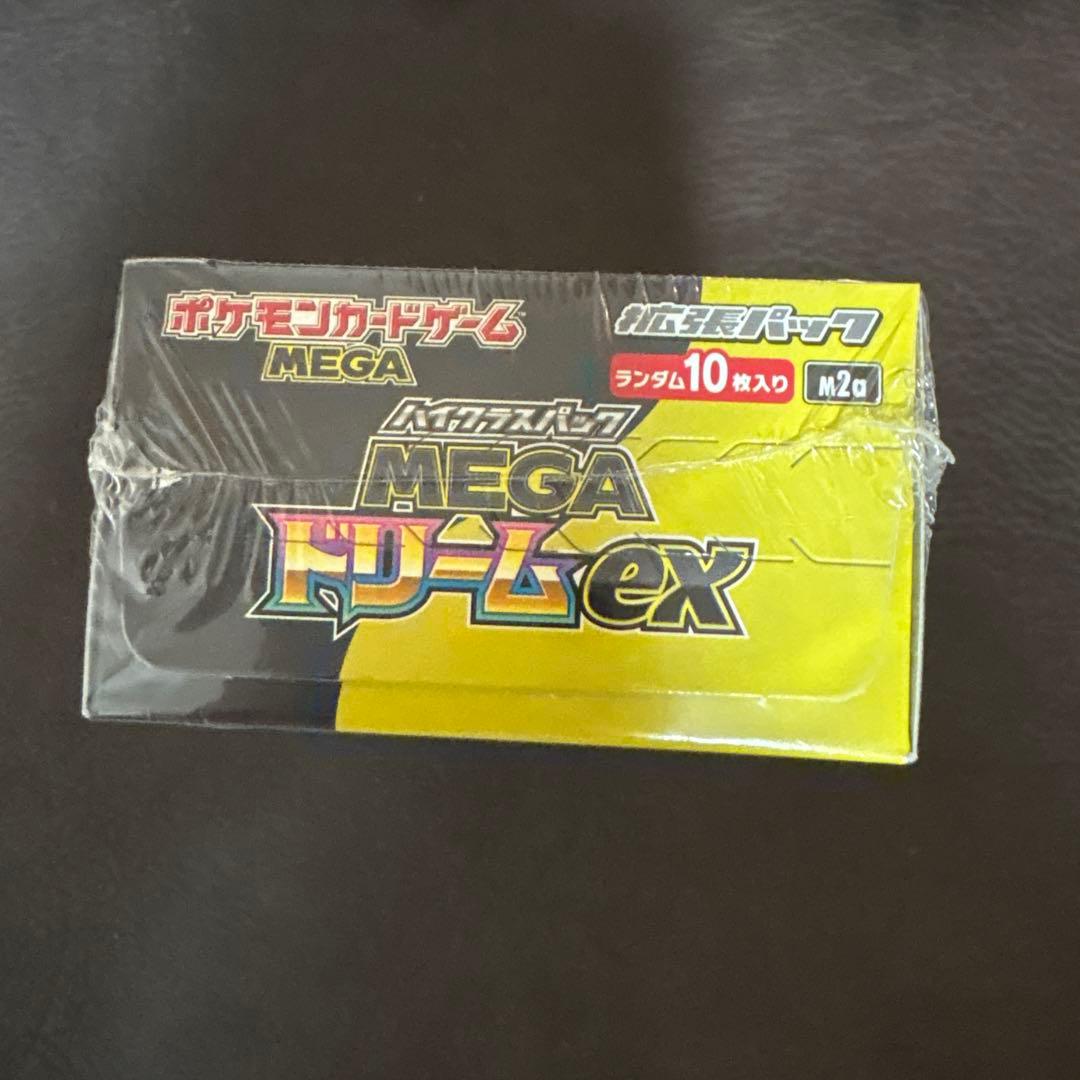 ポケモンカードゲーム™
MEGA
拡張パック
ランダム10枚入り
M2a
ハイクラスパック
MEGA
ドリームex